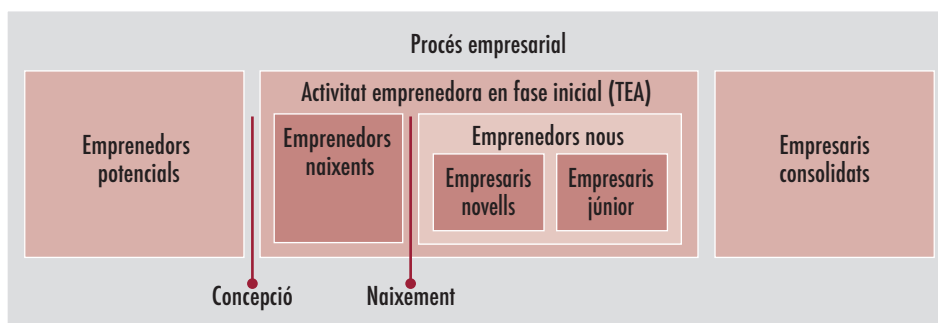 Procés empresarial
Emprenedors
potencials
Activitat emprenedora en fase inicial (TEA)
Emprenedors
naixents
Emprenedors nous
Empresaris
novells
Empresaris
júnior
Empresaris
consolidats
Concepció
Naixement